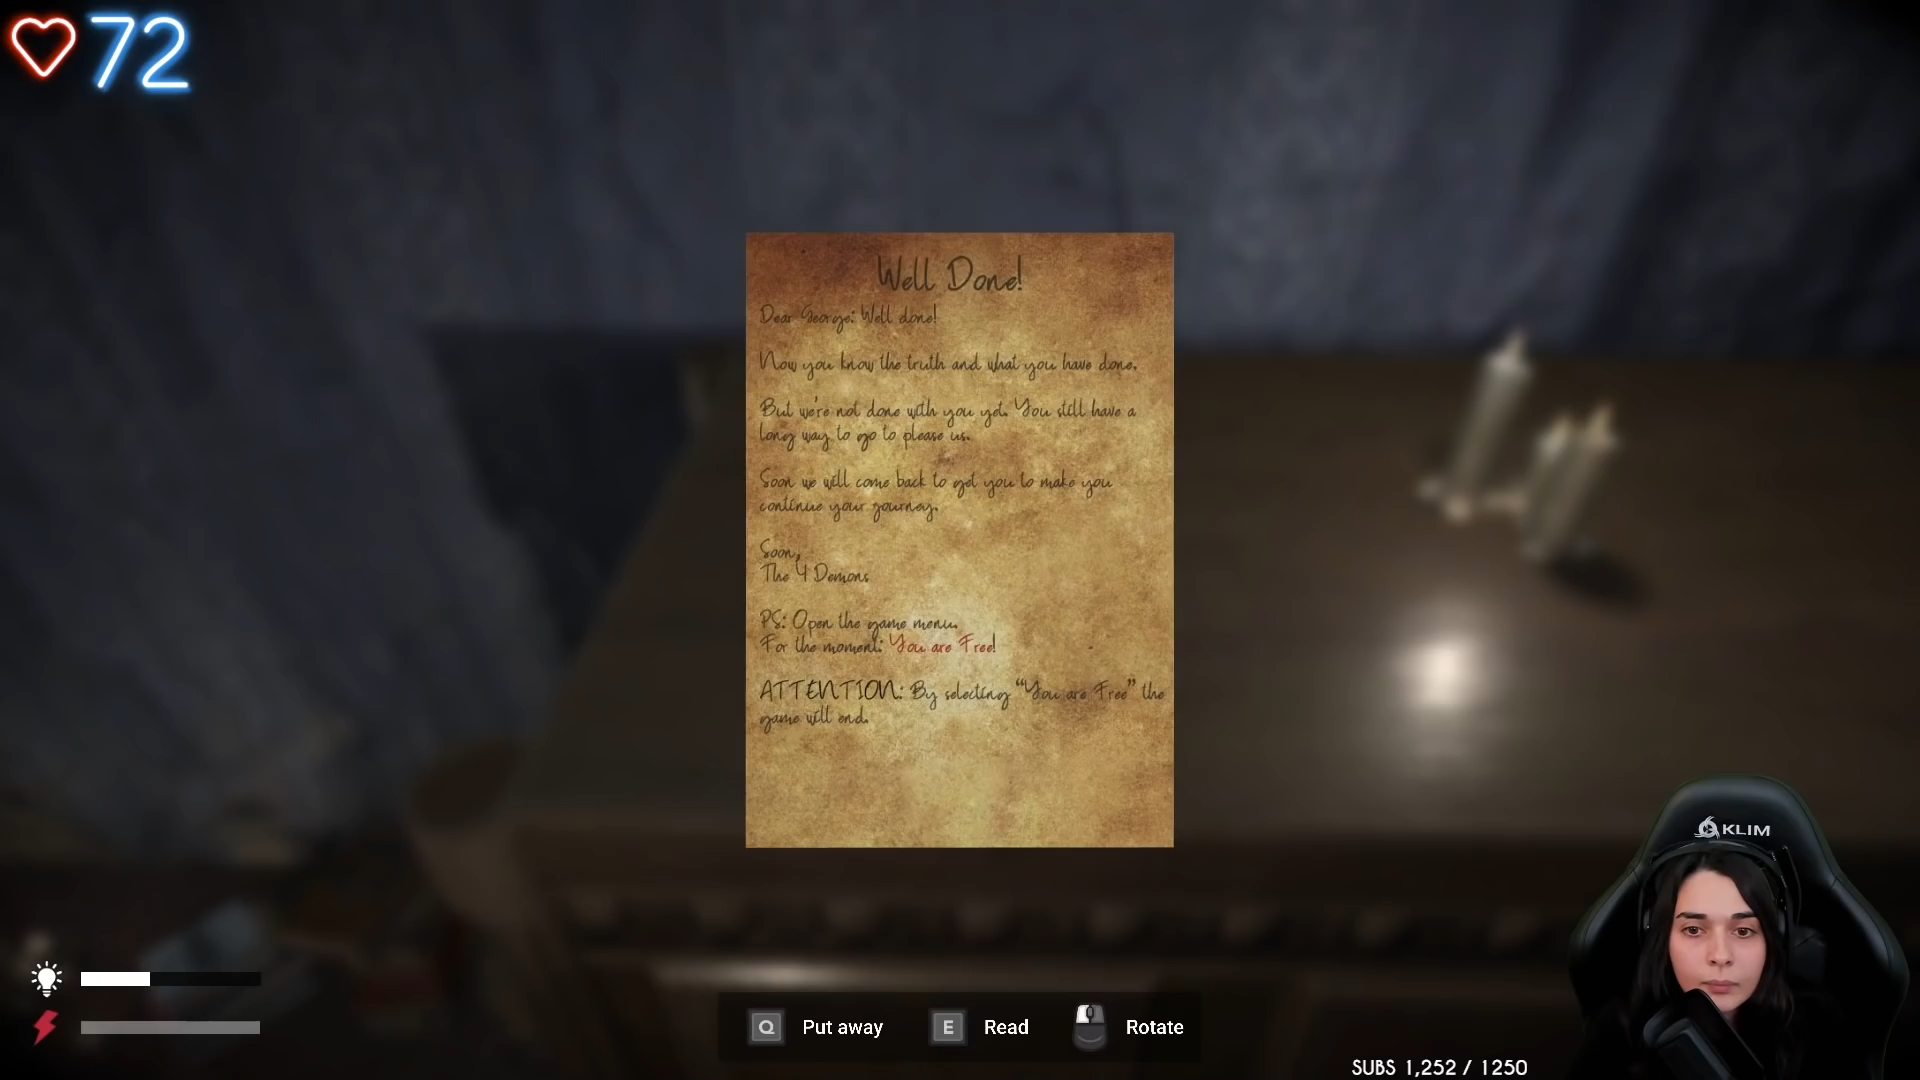 72
Well Done!
Dear George: Well done!
Now you know the truth and what you have done.
But we're not done with you yet. You still have a
long way to go to please us.
Soon we will come back to get you to make you
continue your journey.
Soon,
The 4 Demons
PS: Open the game menu.
For the moment: You are Free!
ATTENTION: By selecting “You are Free” the
game will end.
KLIM
Q Put away E Read Rotate
SUBS 1,252 / 1250